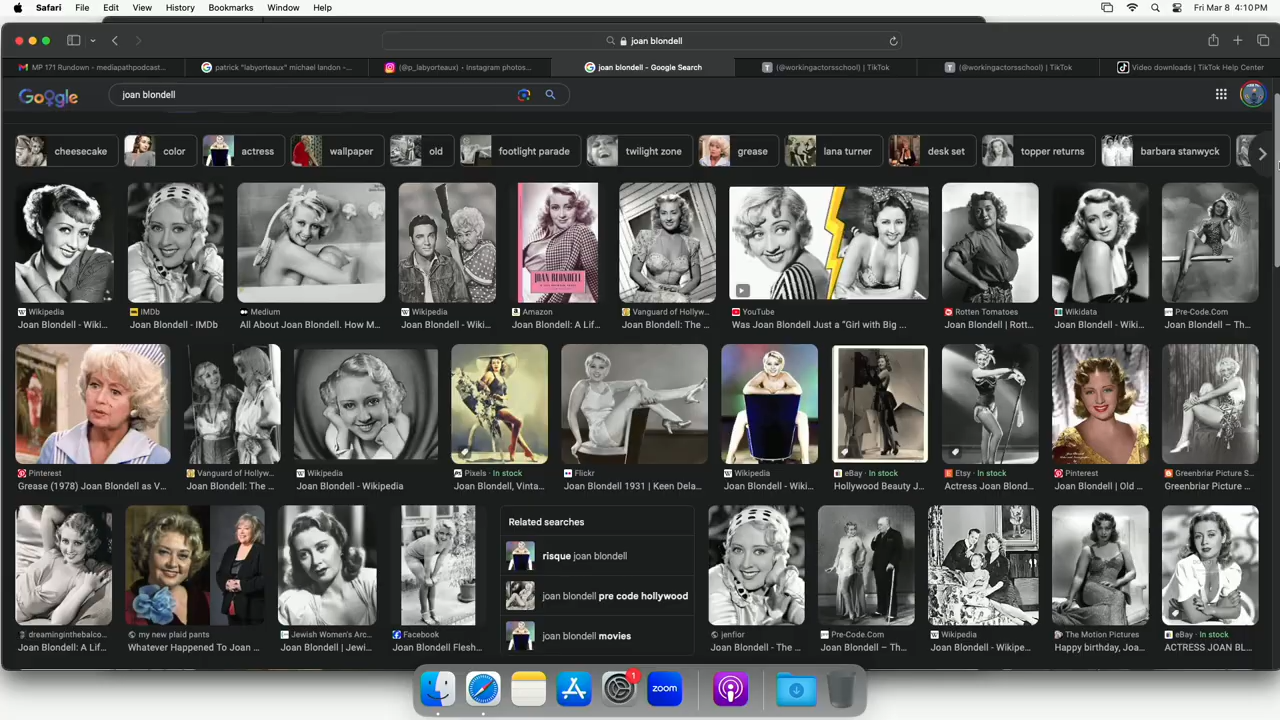 Safari File Edit View History Bookmarks Window Help Fri Mar 8 4:10 PM
joan blondell
MP 171 Rundown - mediapathpodcast... patrick "labyorteaux" michael landon -... (@p_labyorteaux) • Instagram photos... joan blondell - Google Search (@workingactorsschool) | TikTok (@workingactorsschool) | TikTok Video downloads | TikTok Help Center
Google joan blondell
cheesecake color actress wallpaper old footlight parade twilight zone grease lana turner desk set topper returns barbara stanwyck
JOAN BLONDELL
Wikipedia IMDb Medium Wikipedia Amazon Vanguard of Hollyw... YouTube Rotten Tomatoes Wikidata Pre-Code.Com
Joan Blondell - Wiki... Joan Blondell - IMDb All About Joan Blondell. How M... Joan Blondell - Wiki... Joan Blondell: A Lif... Joan Blondell: The ... Was Joan Blondell Just a "Girl with Big ... Joan Blondell | Rott... Joan Blondell - Wiki... Joan Blondell – Th...
Pinterest Vanguard of Hollyw... Wikipedia Pixels · In stock Flickr Wikipedia eBay · In stock Etsy · In stock Pinterest Greenbriar Picture S...
Grease (1978) Joan Blondell as V... Joan Blondell: The ... Joan Blondell - Wikipedia Joan Blondell, Vinta... Joan Blondell 1931 | Keen Dela... Joan Blondell - Wiki... Hollywood Beauty J... Actress Joan Blond... Joan Blondell | Old ... Greenbriar Picture ...
Related searches
risque joan blondell
joan blondell pre code hollywood
joan blondell movies
dreaminginthebalco... my new plaid pants Jewish Women's Arc... Facebook jenfior Pre-Code.Com Wikipedia The Motion Pictures eBay · In stock
Joan Blondell: A Lif... Whatever Happened To Joan ... Joan Blondell | Jewi... Joan Blondell Flesh... Joan Blondell - The ... Joan Blondell – Th... Joan Blondell - Wikipe... Happy birthday, Joa... ACTRESS JOAN BL...
1
zoom